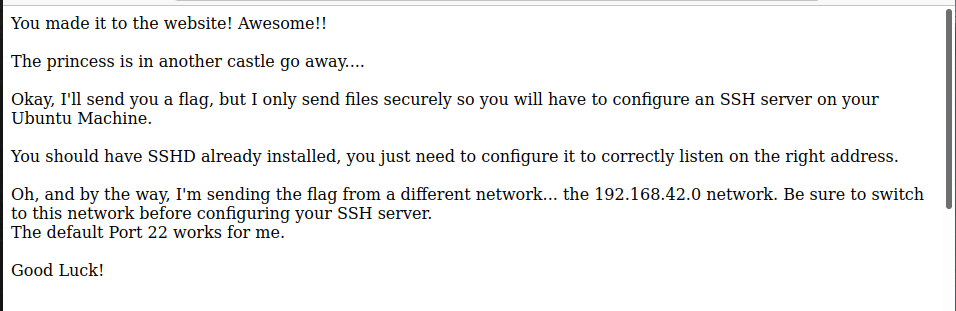 You made it to the website! Awesome!!
The princess is in another castle go away....
Okay, I'll send you a flag, but I only send files securely so you will have to configure an SSH server on your
Ubuntu Machine.
You should have SSHD already installed, you just need to configure it to correctly listen on the right address.
Oh, and by the way, I'm sending the flag from a different network... the 192.168.42.0 network. Be sure to switch
to this network before configuring your SSH server.
The default Port 22 works for me.
Good Luck!